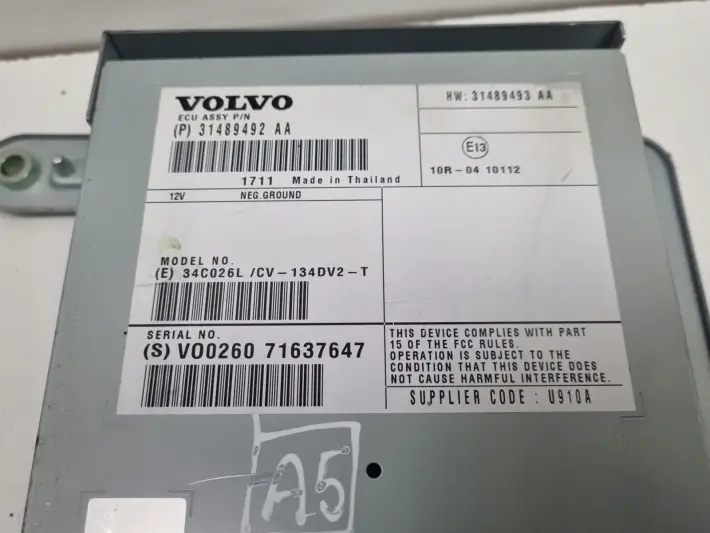 VOLVO
ECU ASSY P/N
(P) 31489492 AA
1711 Made in Thailand
HW: 31489493 AA
E13
10R-04 10112
12V NEG. GROUND
MODEL NO.
(E) 34C026L /CV-134DV2-T
SERIAL NO.
(S) VO0260 71637647
THIS DEVICE COMPLIES WITH PART
15 OF THE FCC RULES.
OPERATION IS SUBJECT TO THE
CONDITION THAT THIS DEVICE DOES
NOT CAUSE HARMFUL INTERFERENCE.
SUPPLIER CODE : U910A
A5